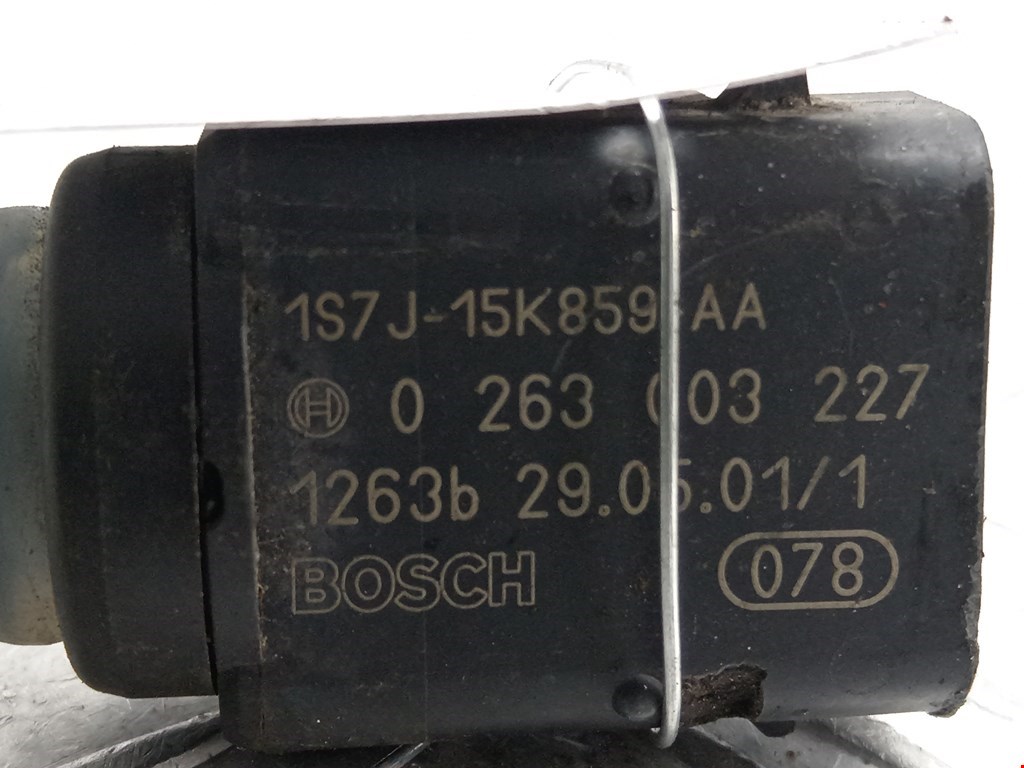 1S7J-15K859 AA
0 263 003 227
1263b 29.05.01/1
BOSCH 078